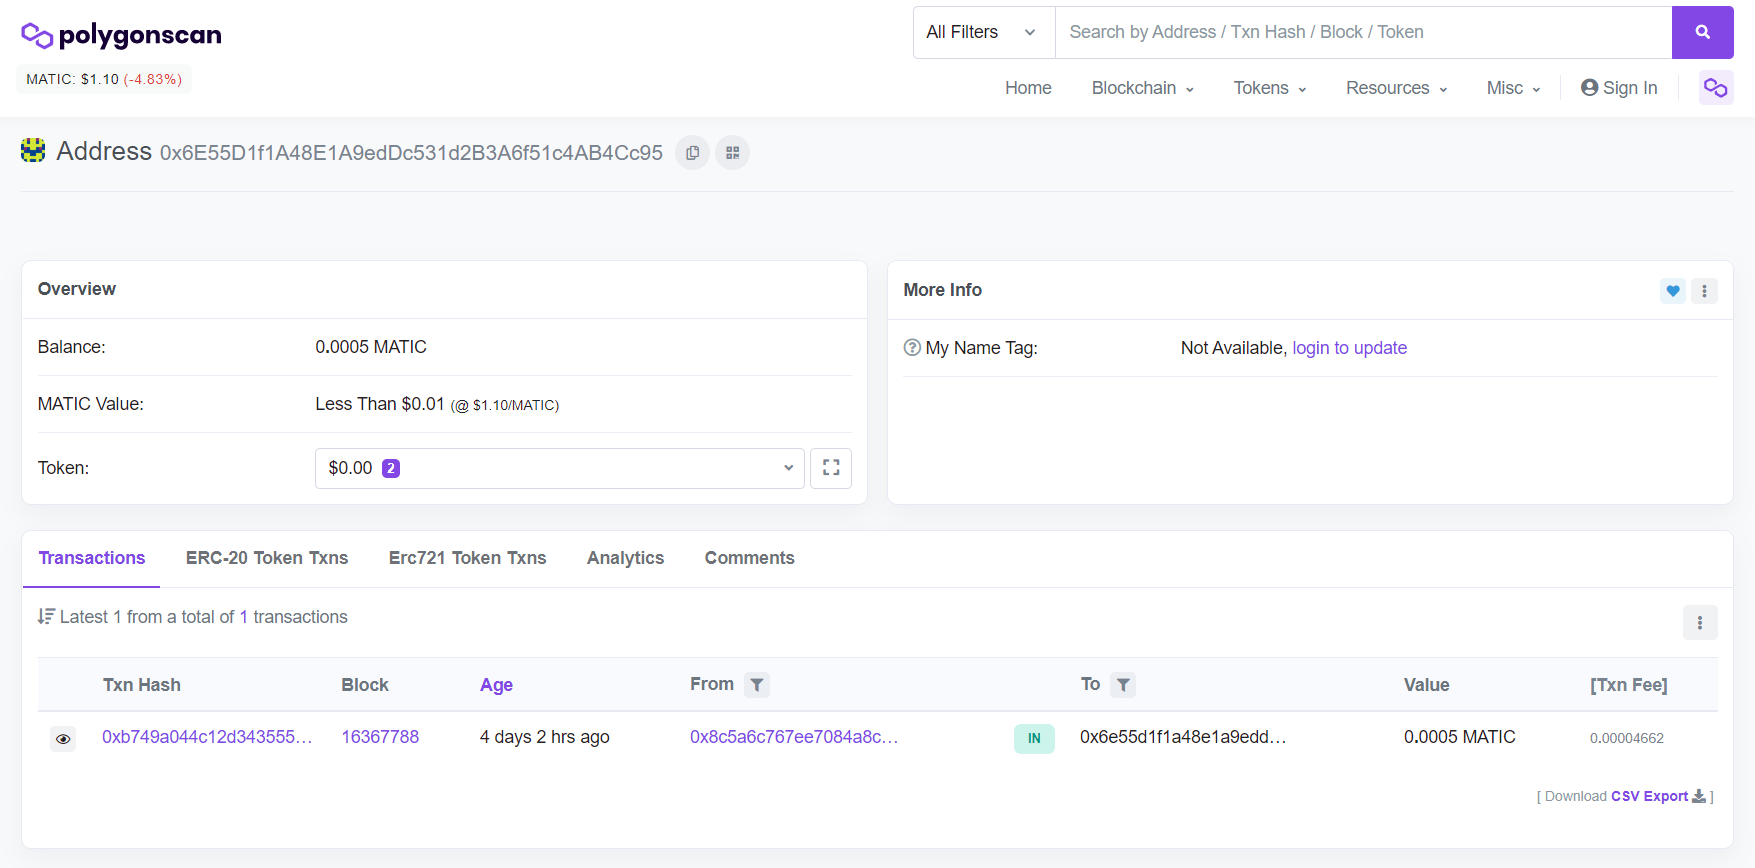 polygonscan
MATIC: $1.10 (-4.83%)
All Filters
Search by Address / Txn Hash / Block / Token
Home Blockchain Tokens Resources Misc Sign In
Address 0x6E55D1f1A48E1A9edDc531d2B3A6f51c4AB4Cc95
Overview
Balance: 0.0005 MATIC
MATIC Value: Less Than $0.01 (@ $1.10/MATIC)
Token: $0.00 2
More Info
My Name Tag: Not Available, login to update
Transactions ERC-20 Token Txns Erc721 Token Txns Analytics Comments
Latest 1 from a total of 1 transactions
Txn Hash Block Age From To Value [Txn Fee]
0xb749a044c12d343555... 16367788 4 days 2 hrs ago 0x8c5a6c767ee7084a8c... IN 0x6e55d1f1a48e1a9edd... 0.0005 MATIC 0.00004662
[ Download CSV Export ]